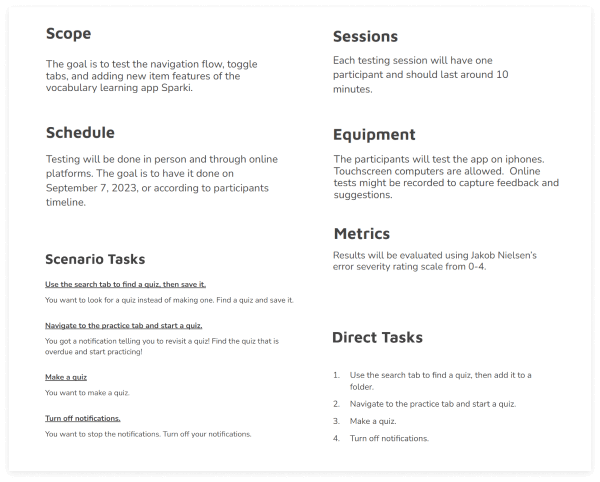 Scope
The goal is to test the navigation flow, toggle
tabs, and adding new item features of the
vocabulary learning app Sparki.
Schedule
Testing will be done in person and through online
platforms. The goal is to have it done on
September 7, 2023, or according to participants
timeline.
Scenario Tasks
Use the search tab to find a quiz, then save it.
You want to look for a quiz instead of making one. Find a quiz and save it.
Navigate to the practice tab and start a quiz.
You got a notification telling you to revisit a quiz! Find the quiz that is
overdue and start practicing!
Make a quiz
You want to make a quiz.
Turn off notifications.
You want to stop the notifications. Turn off your notifications.
Sessions
Each testing session will have one
participant and should last around 10
minutes.
Equipment
The participants will test the app on iphones.
Touchscreen computers are allowed. Online
tests might be recorded to capture feedback and
suggestions.
Metrics
Results will be evaluated using Jakob Nielsen's
error severity rating scale from 0-4.
Direct Tasks
1. Use the search tab to find a quiz, then add it to a
folder.
2. Navigate to the practice tab and start a quiz.
3. Make a quiz.
4. Turn off notifications.